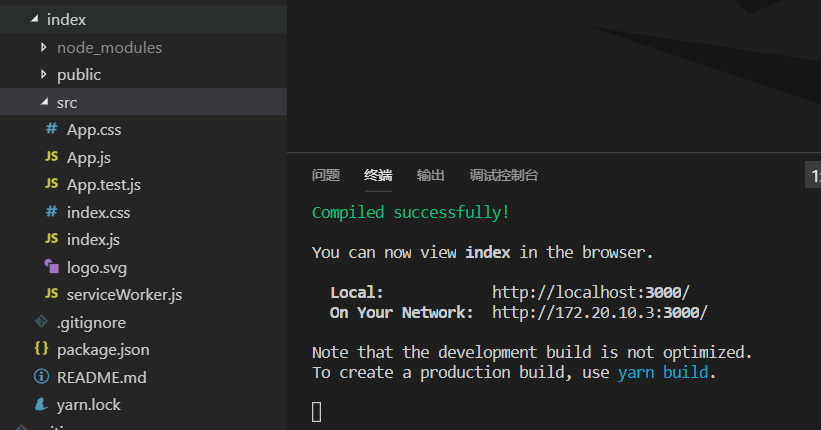 index
node_modules
public
src
# App.css
JS App.js
JS App.test.js
# index.css
JS index.js
logo.svg
JS serviceWorker.js
.gitignore
{} package.json
README.md
yarn.lock
问题 终端 输出 调试控制台
1:
Compiled successfully!
You can now view index in the browser.
Local: http://localhost:3000/
On Your Network: http://172.20.10.3:3000/
Note that the development build is not optimized.
To create a production build, use yarn build.